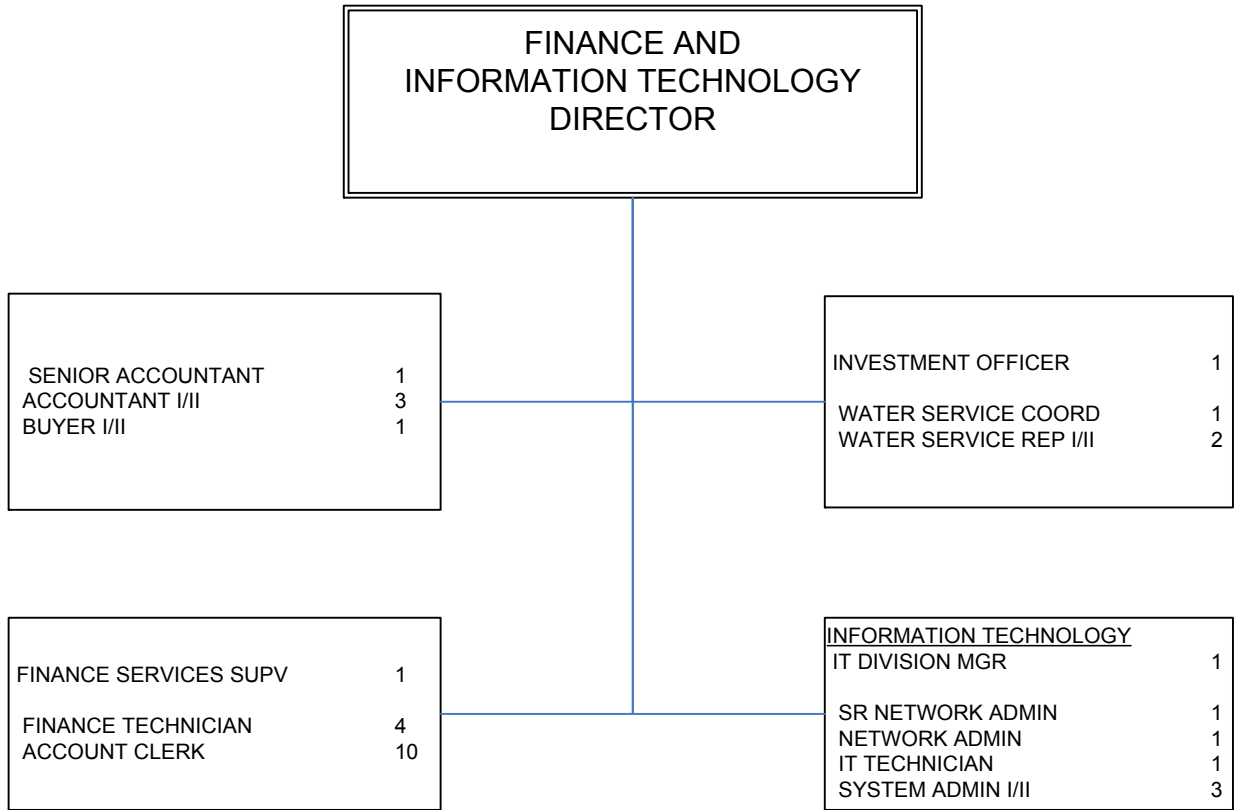 FINANCE AND
INFORMATION TECHNOLOGY
DIRECTOR
SENIOR ACCOUNTANT 1
ACCOUNTANT I/II 3
BUYER I/II 1
INVESTMENT OFFICER 1
WATER SERVICE COORD 1
WATER SERVICE REP I/II 2
FINANCE SERVICES SUPV 1
FINANCE TECHNICIAN 4
ACCOUNT CLERK 10
INFORMATION TECHNOLOGY
IT DIVISION MGR 1
SR NETWORK ADMIN 1
NETWORK ADMIN 1
IT TECHNICIAN 1
SYSTEM ADMIN I/II 3